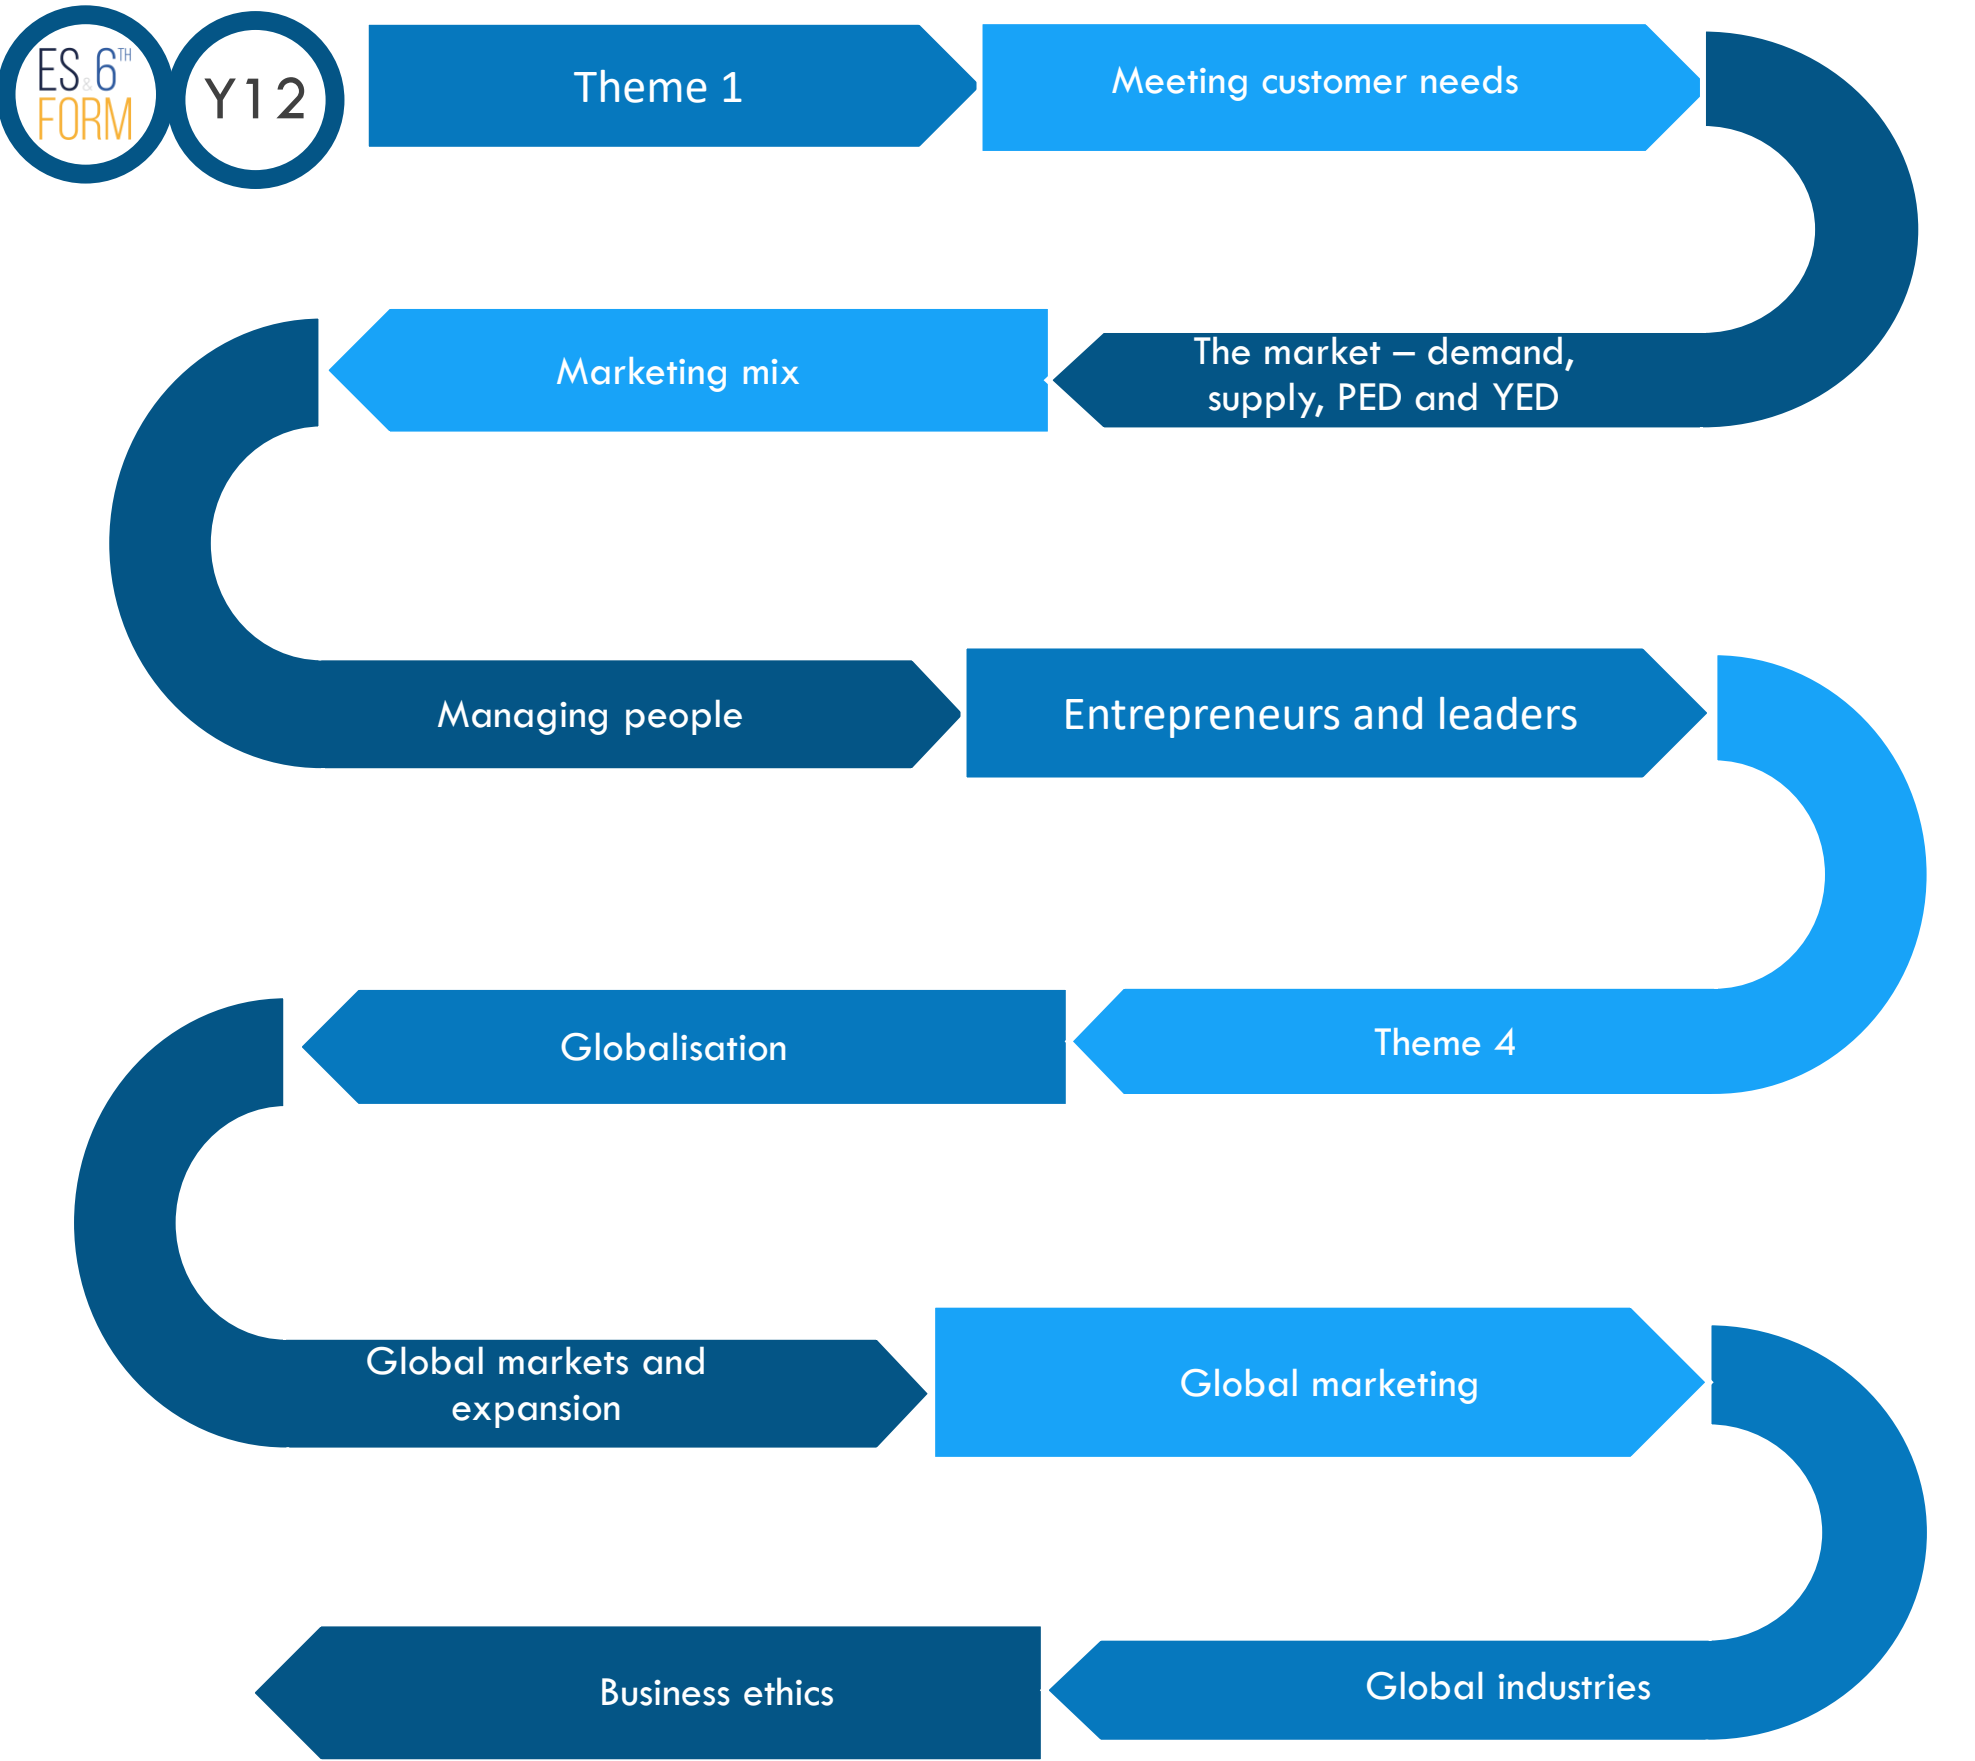 ES & 6TH
FORM
Y12
Theme 1
Meeting customer needs
The market – demand,
supply, PED and YED
Marketing mix
Managing people
Entrepreneurs and leaders
Theme 4
Globalisation
Global markets and
expansion
Global marketing
Global industries
Business ethics